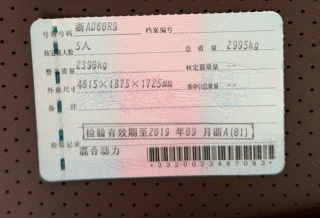 号牌号码 浙AD68R9 档案编号
核定载人数 5人 总质量 2995kg
整备质量 2398kg 核定载质量 --
外廓尺寸 4815×1875×1725mm 准牵引总质量 --
备注
检验有效期至2019年09月浙A(01)
检验记录
混合动力